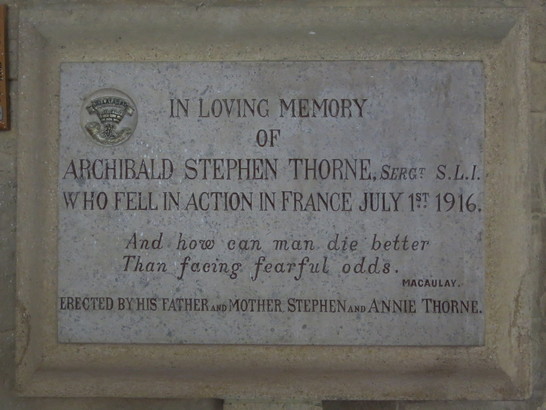 IN LOVING MEMORY
OF
ARCHIBALD STEPHEN THORNE, SERGT S.L.I.
WHO FELL IN ACTION IN FRANCE JULY 1ST 1916.
And how can man die better
Than facing fearful odds.
MACAULAY.
ERECTED BY HIS FATHER AND MOTHER STEPHEN AND ANNIE THORNE.